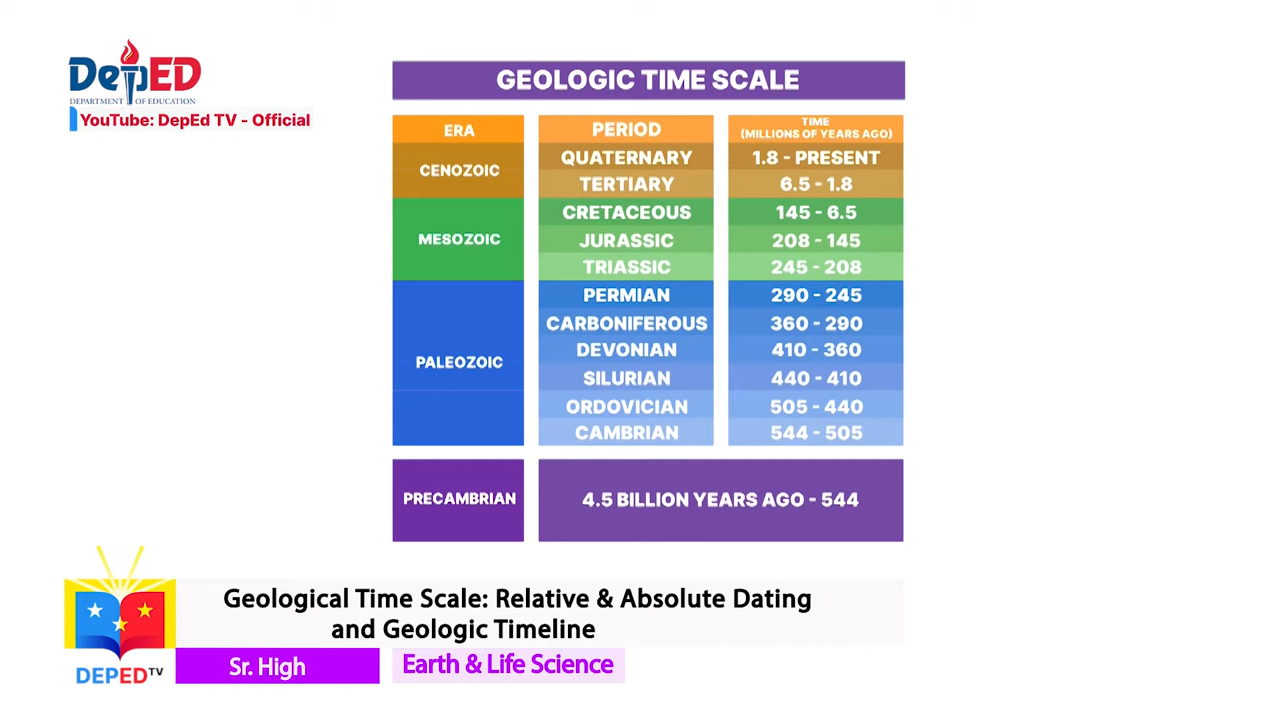 DepED
DEPARTMENT OF EDUCATION
YouTube: DepEd TV - Official
GEOLOGIC TIME SCALE
ERA PERIOD TIME
(MILLIONS OF YEARS AGO)
CENOZOIC
QUATERNARY 1.8 - PRESENT
TERTIARY 6.5 - 1.8
MESOZOIC
CRETACEOUS 145 - 6.5
JURASSIC 208 - 145
TRIASSIC 245 - 208
PALEOZOIC
PERMIAN 290 - 245
CARBONIFEROUS 360 - 290
DEVONIAN 410 - 360
SILURIAN 440 - 410
ORDOVICIAN 505 - 440
CAMBRIAN 544 - 505
PRECAMBRIAN 4.5 BILLION YEARS AGO - 544
Geological Time Scale: Relative & Absolute Dating
and Geologic Timeline
DEPED TV
Sr. High
Earth & Life Science